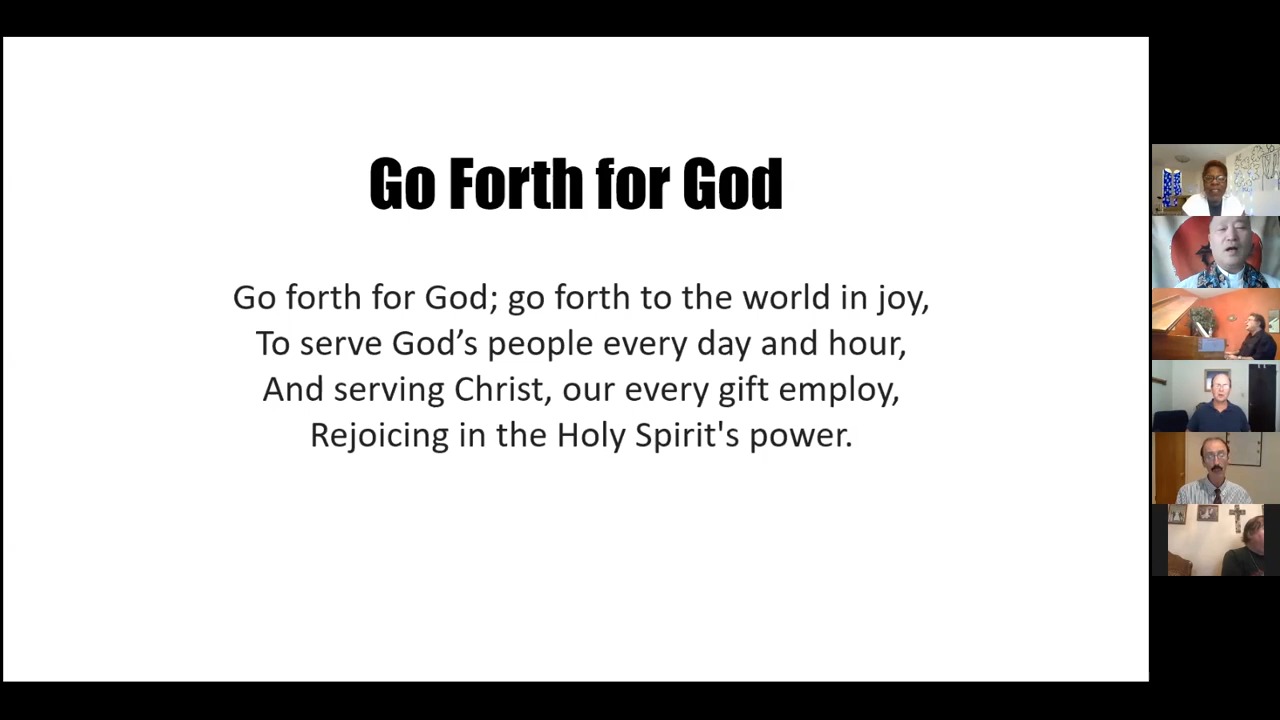 Go Forth for God
Go forth for God; go forth to the world in joy,
To serve God’s people every day and hour,
And serving Christ, our every gift employ,
Rejoicing in the Holy Spirit's power.